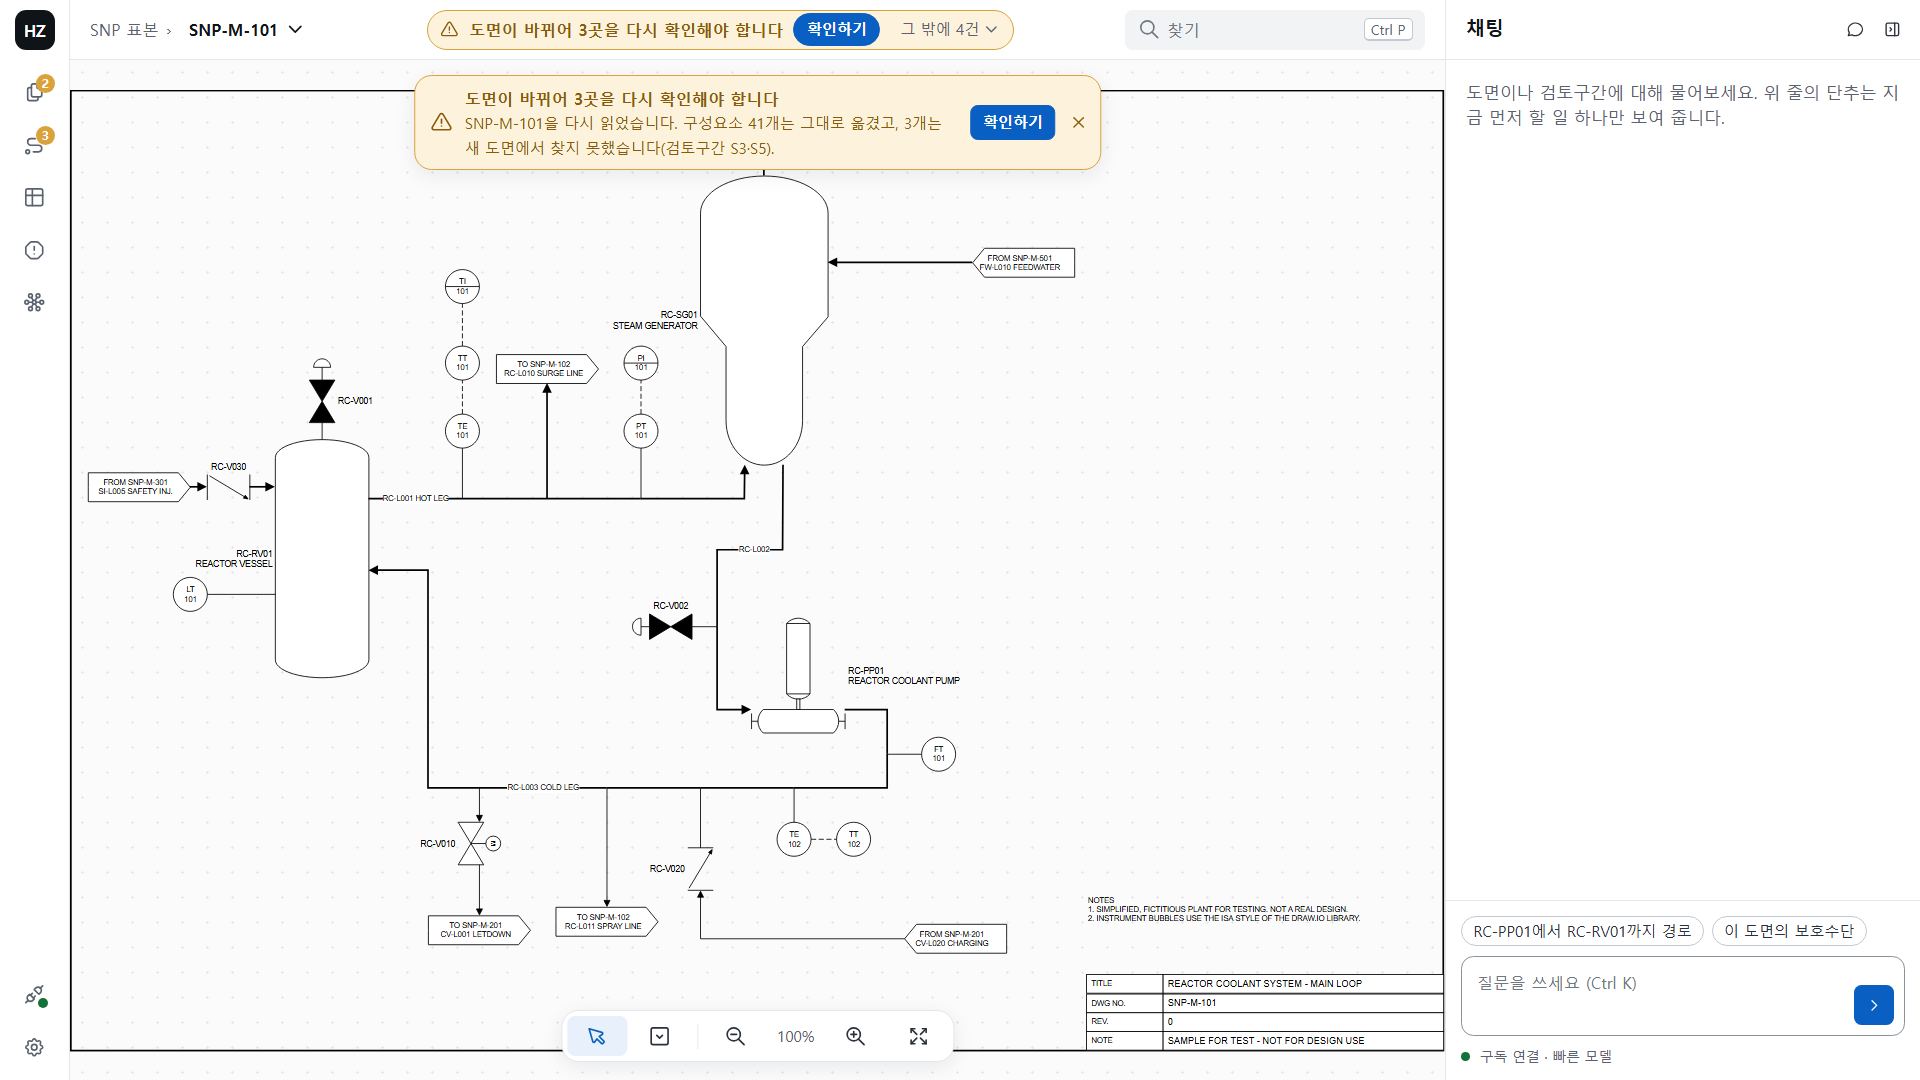 HZ
SNP 표본 ›
SNP-M-101
도면이 바뀌어 3곳을 다시 확인해야 합니다
확인하기
그 밖에 4건
찾기
Ctrl P
채팅
2
3
도면이 바뀌어 3곳을 다시 확인해야 합니다
SNP-M-101을 다시 읽었습니다. 구성요소 41개는 그대로 옮겼고, 3개는
새 도면에서 찾지 못했습니다(검토구간 S3·S5).
확인하기
도면이나 검토구간에 대해 물어보세요. 위 줄의 단추는 지
금 먼저 할 일 하나만 보여 줍니다.
FROM SNP-M-501
FW-L010 FEEDWATER
TI
101
RC-SG01
STEAM GENERATOR
TT
101
TO SNP-M-102
RC-L010 SURGE LINE
PI
101
RC-V001
TE
101
PT
101
RC-V030
FROM SNP-M-301
SI-L005 SAFETY INJ.
RC-L001 HOT LEG
RC-RV01
REACTOR VESSEL
RC-L002
LT
101
RC-V002
RC-PP01
REACTOR COOLANT PUMP
FT
101
RC-L003 COLD LEG
RC-V010
M
TE
102
TT
102
RC-V020
TO SNP-M-201
CV-L001 LETDOWN
TO SNP-M-102
RC-L011 SPRAY LINE
FROM SNP-M-201
CV-L020 CHARGING
NOTES
1. SIMPLIFIED, FICTITIOUS PLANT FOR TESTING. NOT A REAL DESIGN.
2. INSTRUMENT BUBBLES USE THE ISA STYLE OF THE DRAW.IO LIBRARY.
TITLE REACTOR COOLANT SYSTEM - MAIN LOOP
DWG NO. SNP-M-101
REV. 0
NOTE SAMPLE FOR TEST - NOT FOR DESIGN USE
100%
RC-PP01에서 RC-RV01까지 경로
이 도면의 보호수단
질문을 쓰세요 (Ctrl K)
구독 연결 · 빠른 모델